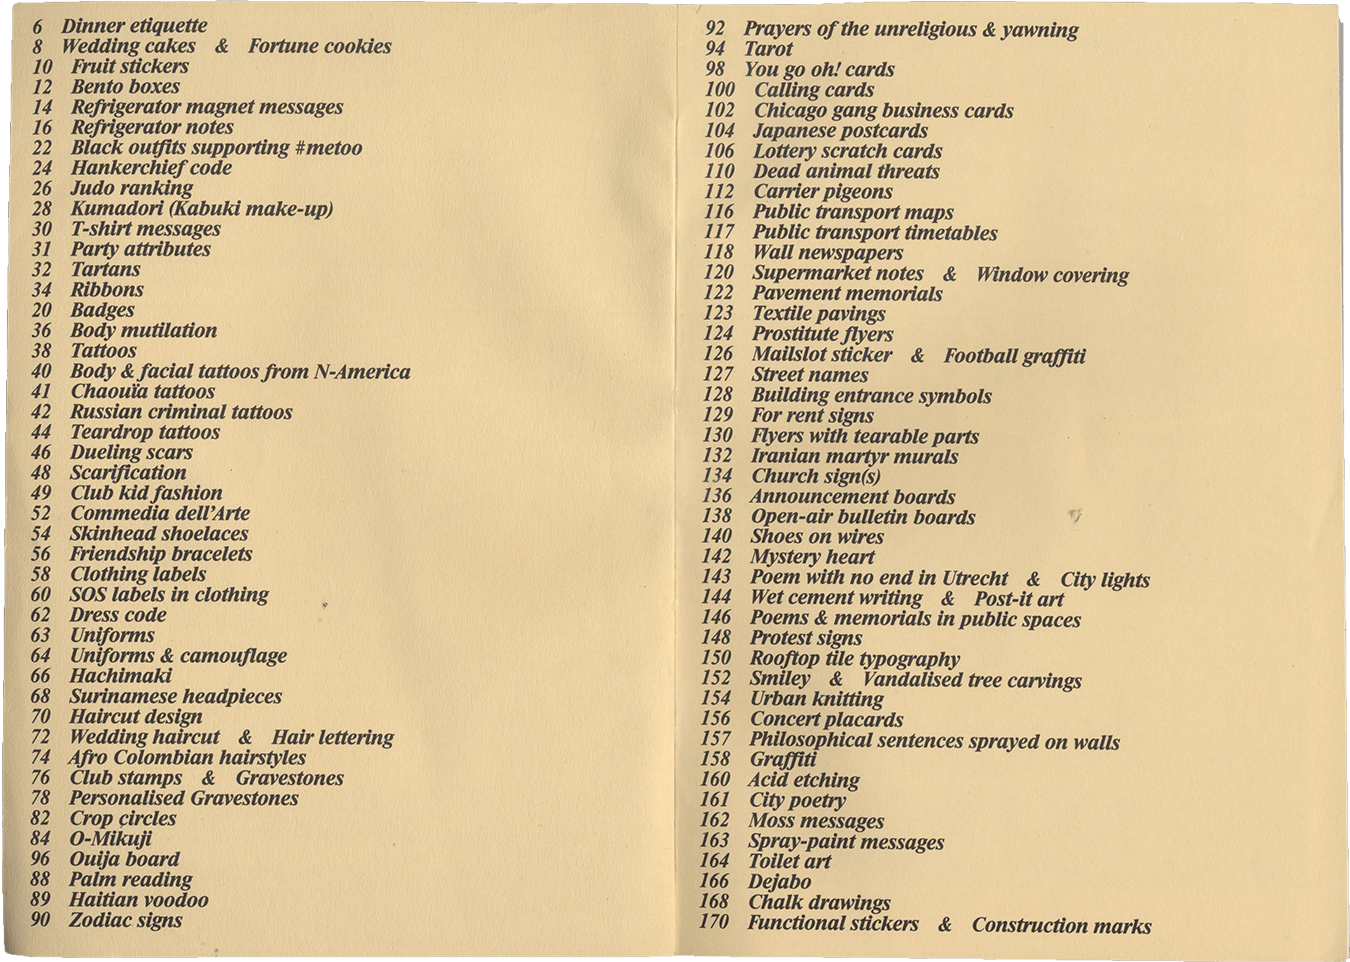 6 Dinner etiquette
8 Wedding cakes & Fortune cookies
10 Fruit stickers
12 Bento boxes
14 Refrigerator magnet messages
16 Refrigerator notes
22 Black outfits supporting #metoo
24 Hankerchief code
26 Judo ranking
28 Kumadori (Kabuki make-up)
30 T-shirt messages
31 Party attributes
32 Tartans
34 Ribbons
20 Badges
36 Body mutilation
38 Tattoos
40 Body & facial tattoos from N-America
41 Chaouïa tattoos
42 Russian criminal tattoos
44 Teardrop tattoos
46 Dueling scars
48 Scarification
49 Club kid fashion
52 Commedia dell'Arte
54 Skinhead shoelaces
56 Friendship bracelets
58 Clothing labels
60 SOS labels in clothing
62 Dress code
63 Uniforms
64 Uniforms & camouflage
66 Hachimaki
68 Surinamese headpieces
70 Haircut design
72 Wedding haircut & Hair lettering
74 Afro Colombian hairstyles
76 Club stamps & Gravestones
78 Personalised Gravestones
82 Crop circles
84 O-Mikuji
96 Ouija board
88 Palm reading
89 Haitian voodoo
90 Zodiac signs
92 Prayers of the unreligious & yawning
94 Tarot
98 You go oh! cards
100 Calling cards
102 Chicago gang business cards
104 Japanese postcards
106 Lottery scratch cards
110 Dead animal threats
112 Carrier pigeons
116 Public transport maps
117 Public transport timetables
118 Wall newspapers
120 Supermarket notes & Window covering
122 Pavement memorials
123 Textile pavings
124 Prostitute flyers
126 Mailslot sticker & Football graffiti
127 Street names
128 Building entrance symbols
129 For rent signs
130 Flyers with tearable parts
132 Iranian martyr murals
134 Church sign(s)
136 Announcement boards
138 Open-air bulletin boards
140 Shoes on wires
142 Mystery heart
143 Poem with no end in Utrecht & City lights
144 Wet cement writing & Post-it art
146 Poems & memorials in public spaces
148 Protest signs
150 Rooftop tile typography
152 Smiley & Vandalised tree carvings
154 Urban knitting
156 Concert placards
157 Philosophical sentences sprayed on walls
158 Graffiti
160 Acid etching
161 City poetry
162 Moss messages
163 Spray-paint messages
164 Toilet art
166 Dejabo
168 Chalk drawings
170 Functional stickers & Construction marks